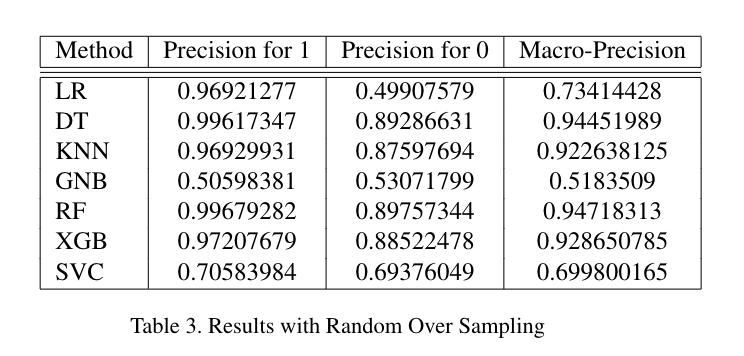 Method Precision for 1 Precision for 0 Macro-Precision
LR 0.96921277 0.49907579 0.73414428
DT 0.99617347 0.89286631 0.94451989
KNN 0.96929931 0.87597694 0.922638125
GNB 0.50598381 0.53071799 0.5183509
RF 0.99679282 0.89757344 0.94718313
XGB 0.97207679 0.88522478 0.928650785
SVC 0.70583984 0.69376049 0.699800165
Table 3. Results with Random Over Sampling